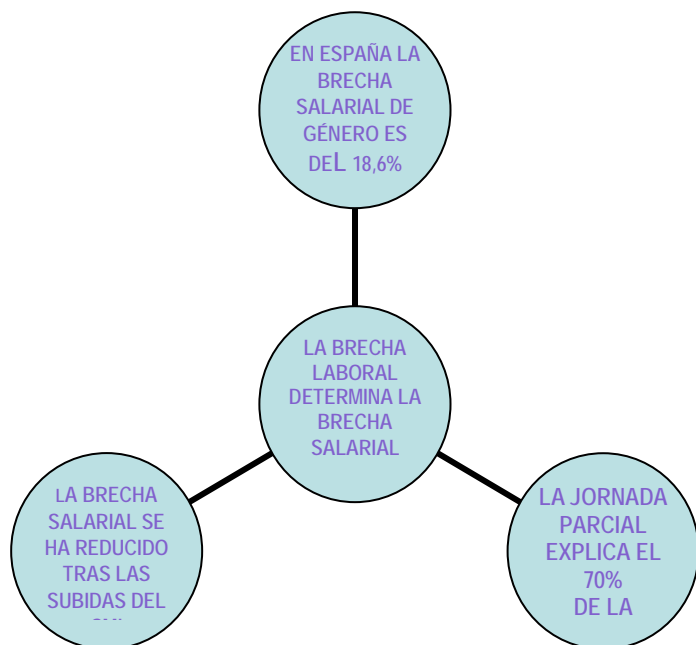 EN ESPAÑA LA
BRECHA
SALARIAL DE
GÉNERO ES
DEL 18,6%
LA BRECHA
LABORAL
DETERMINA LA
BRECHA
SALARIAL
LA BRECHA
SALARIAL SE
HA REDUCIDO
TRAS LAS
SUBIDAS DEL
LA JORNADA
PARCIAL
EXPLICA EL
70%
DE LA